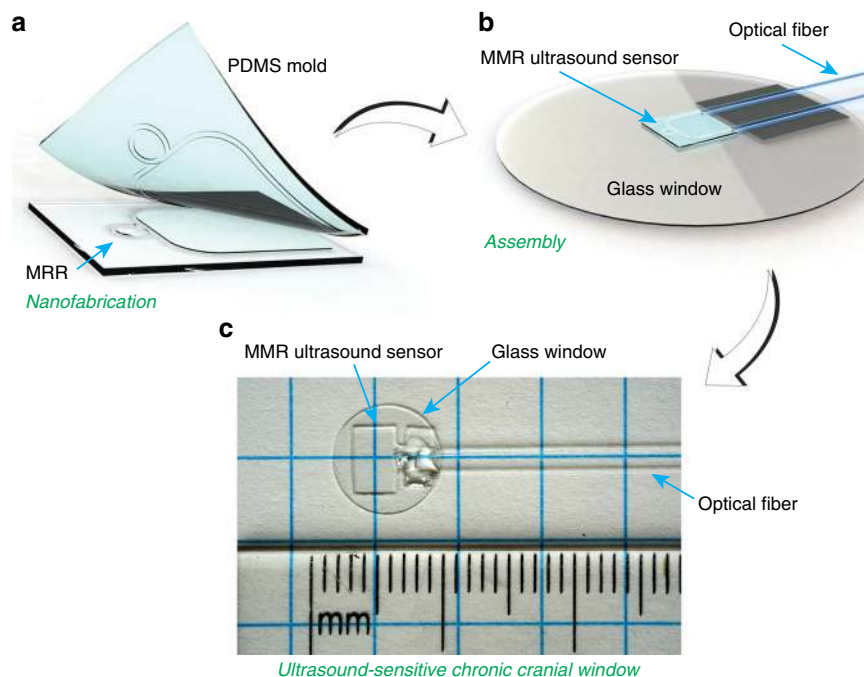 a
PDMS mold
MRR
Nanofabrication
b
Optical fiber
MMR ultrasound sensor
Glass window
Assembly
c
MMR ultrasound sensor
Glass window
Optical fiber
mm
Ultrasound-sensitive chronic cranial window